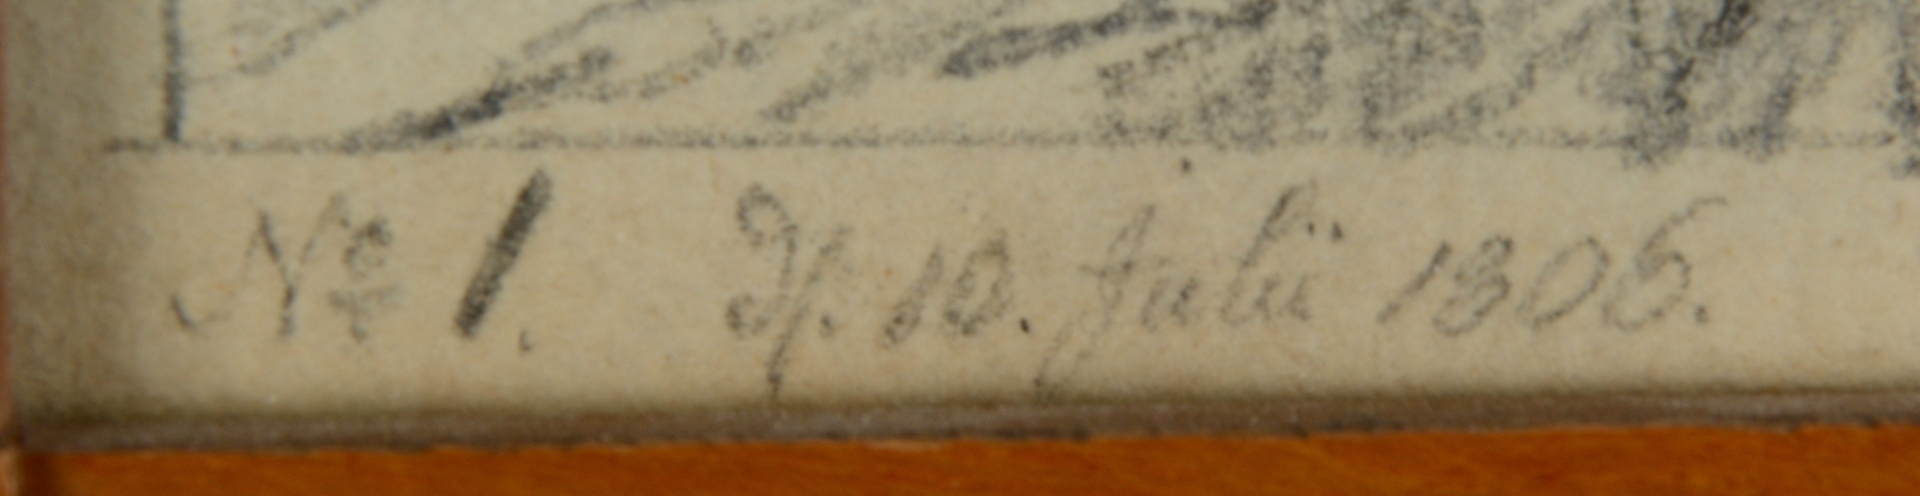 No 1. D. 10. Julii 1806.